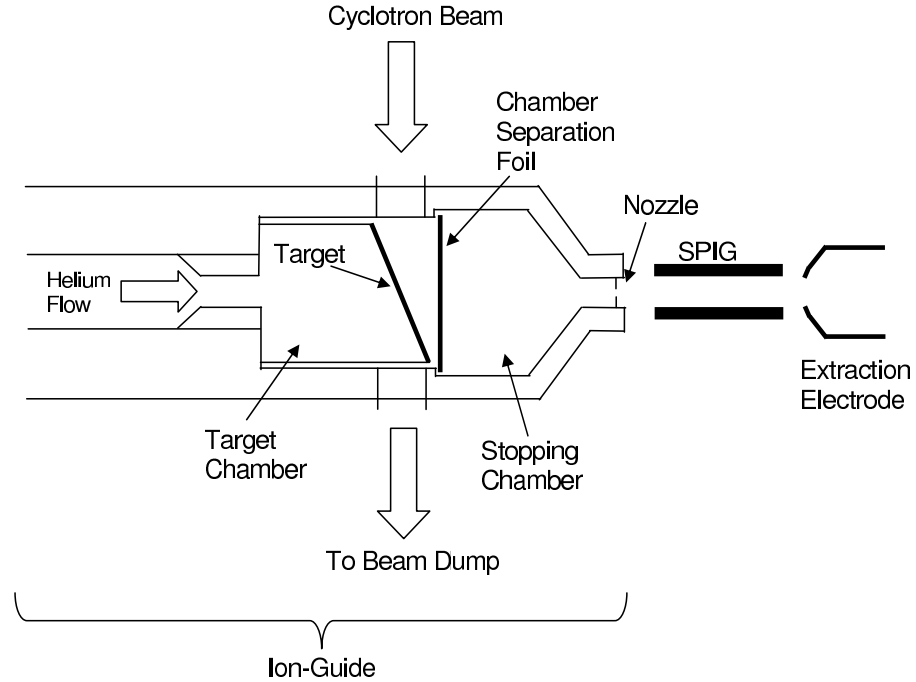 Cyclotron Beam
Chamber
Separation
Foil
Nozzle
SPIG
Target
Helium
Flow
Extraction
Electrode
Target
Chamber
Stopping
Chamber
To Beam Dump
Ion-Guide